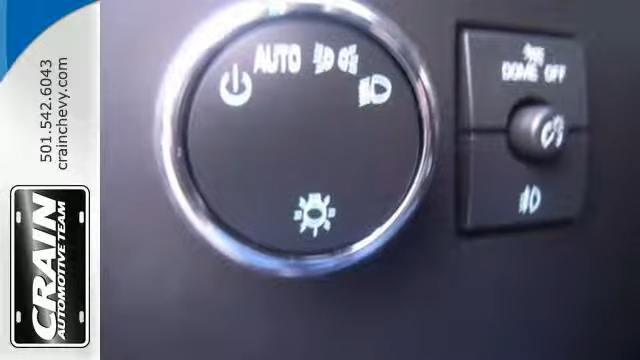 AUTO
DOME OFF
501.542.6043
crainchevy.com
CRAIN
AUTOMOTIVE TEAM